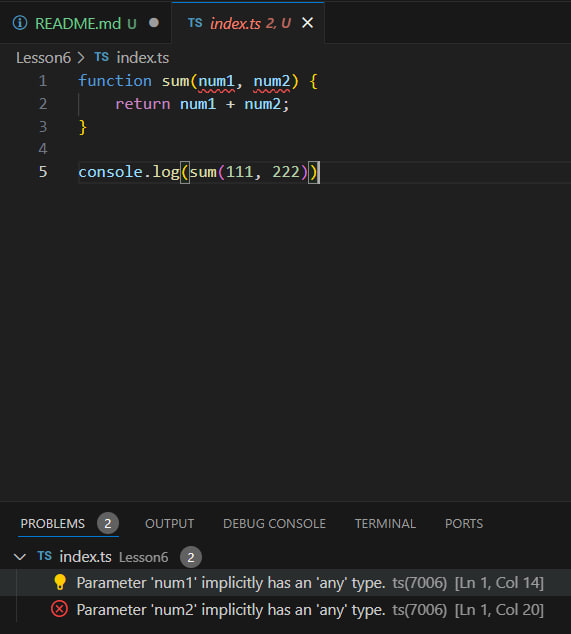 README.md U
TS index.ts 2, U
Lesson6 > TS index.ts
1 function sum(num1, num2) {
2     return num1 + num2;
3 }
4
5 console.log(sum(111, 222))
PROBLEMS 2 OUTPUT DEBUG CONSOLE TERMINAL PORTS
TS index.ts Lesson6 2
Parameter 'num1' implicitly has an 'any' type. ts(7006) [Ln 1, Col 14]
Parameter 'num2' implicitly has an 'any' type. ts(7006) [Ln 1, Col 20]